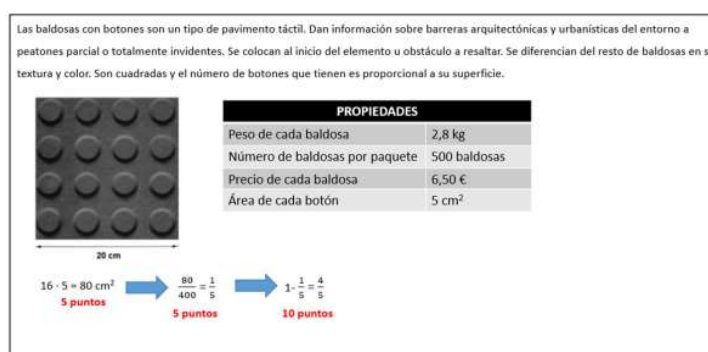 Las baldosas con botones son un tipo de pavimento táctil. Dan información sobre barreras arquitectónicas y urbanísticas del entorno a
peatones parcial o totalmente invidentes. Se colocan al inicio del elemento u obstáculo a resaltar. Se diferencian del resto de baldosas en s
textura y color. Son cuadradas y el número de botones que tienen es proporcional a su superficie.
PROPIEDADES
Peso de cada baldosa 2,8 kg
Número de baldosas por paquete 500 baldosas
Precio de cada baldosa 6,50 €
Área de cada botón 5 cm²
20 cm
16 · 5 = 80 cm² 80/400 = 1/5 1- 1/5 = 4/5
5 puntos 5 puntos 10 puntos